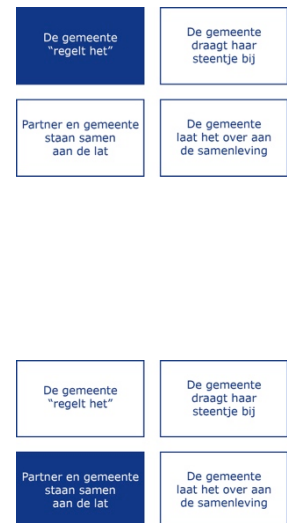 De gemeente
"regelt het"
De gemeente
draagt haar
steentje bij
Partner en gemeente
staan samen
aan de lat
De gemeente
laat het over aan
de samenleving
De gemeente
"regelt het"
De gemeente
draagt haar
steentje bij
Partner en gemeente
staan samen
aan de lat
De gemeente
laat het over aan
de samenleving